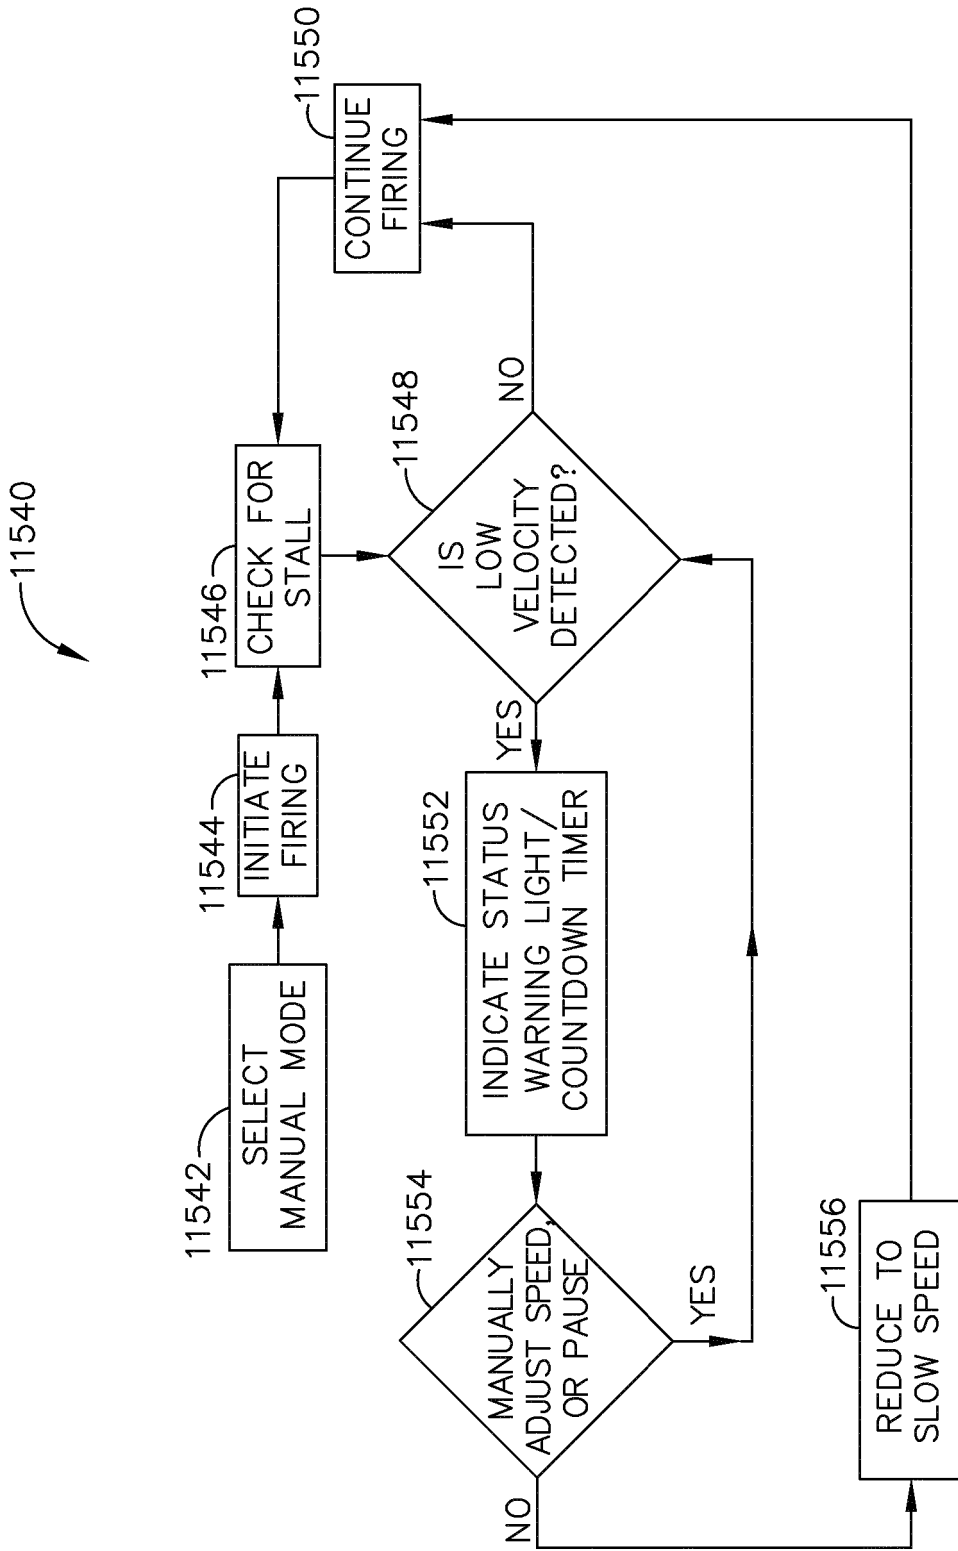 11540
11542
SELECT
MANUAL MODE
11544
INITIATE
FIRING
11546
CHECK FOR
STALL
11548
IS
LOW
VELOCITY
DETECTED?
NO
YES
11550
CONTINUE
FIRING
11552
INDICATE STATUS
WARNING LIGHT/
COUNTDOWN TIMER
11554
MANUALLY
ADJUST SPEED,
OR PAUSE
YES
NO
11556
REDUCE TO
SLOW SPEED